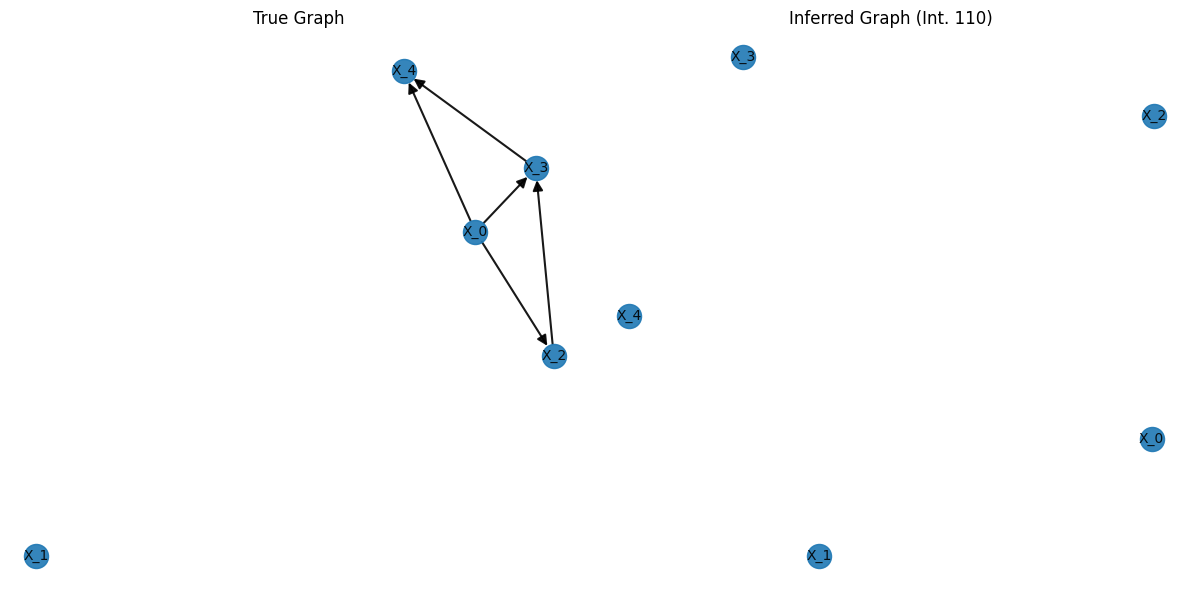 True Graph
X_4
X_3
X_0
X_2
X_1
Inferred Graph (Int. 110)
X_3
X_2
X_4
X_0
X_1